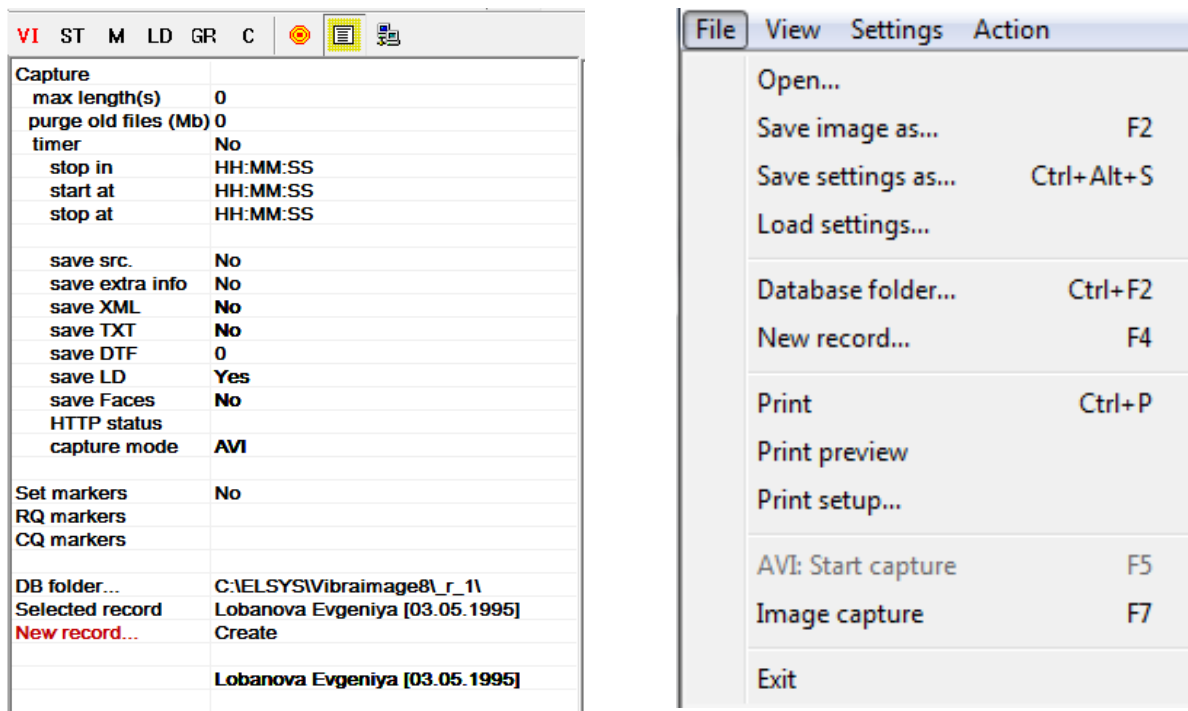 VI ST M LD GR C
Capture
max length(s) 0
purge old files (Mb) 0
timer No
stop in HH:MM:SS
start at HH:MM:SS
stop at HH:MM:SS
save src. No
save extra info No
save XML No
save TXT No
save DTF 0
save LD Yes
save Faces No
HTTP status
capture mode AVI
Set markers No
RQ markers
CQ markers
DB folder... C:\ELSYS\Vibraimage8\_r_1\
Selected record Lobanova Evgeniya [03.05.1995]
New record... Create
Lobanova Evgeniya [03.05.1995]
File View Settings Action
Open...
Save image as... F2
Save settings as... Ctrl+Alt+S
Load settings...
Database folder... Ctrl+F2
New record... F4
Print Ctrl+P
Print preview
Print setup...
AVI: Start capture F5
Image capture F7
Exit